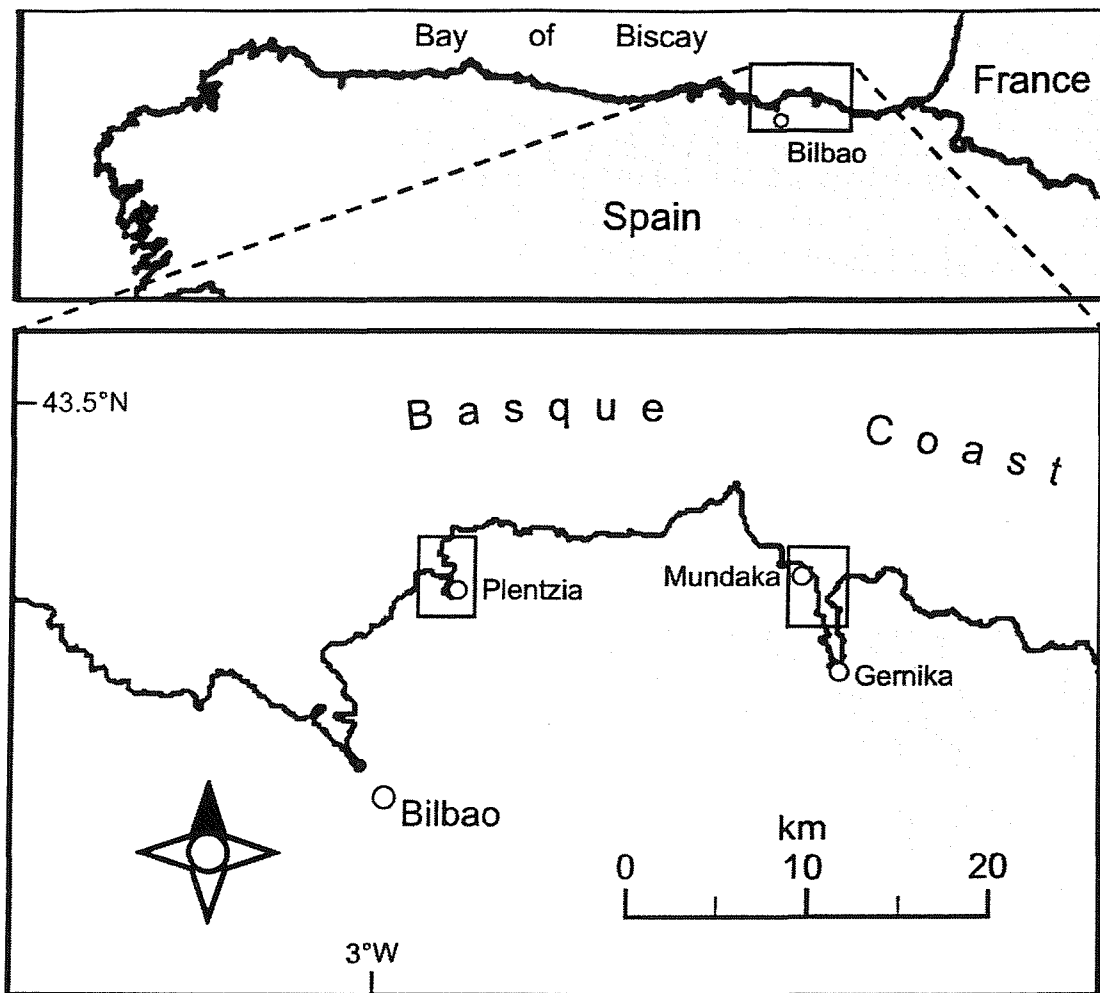 Bay of Biscay
France
Bilbao
Spain
43.5°N
Basque Coast
Plentzia
Mundaka
Gernika
Bilbao
km
0 10 20
3°W